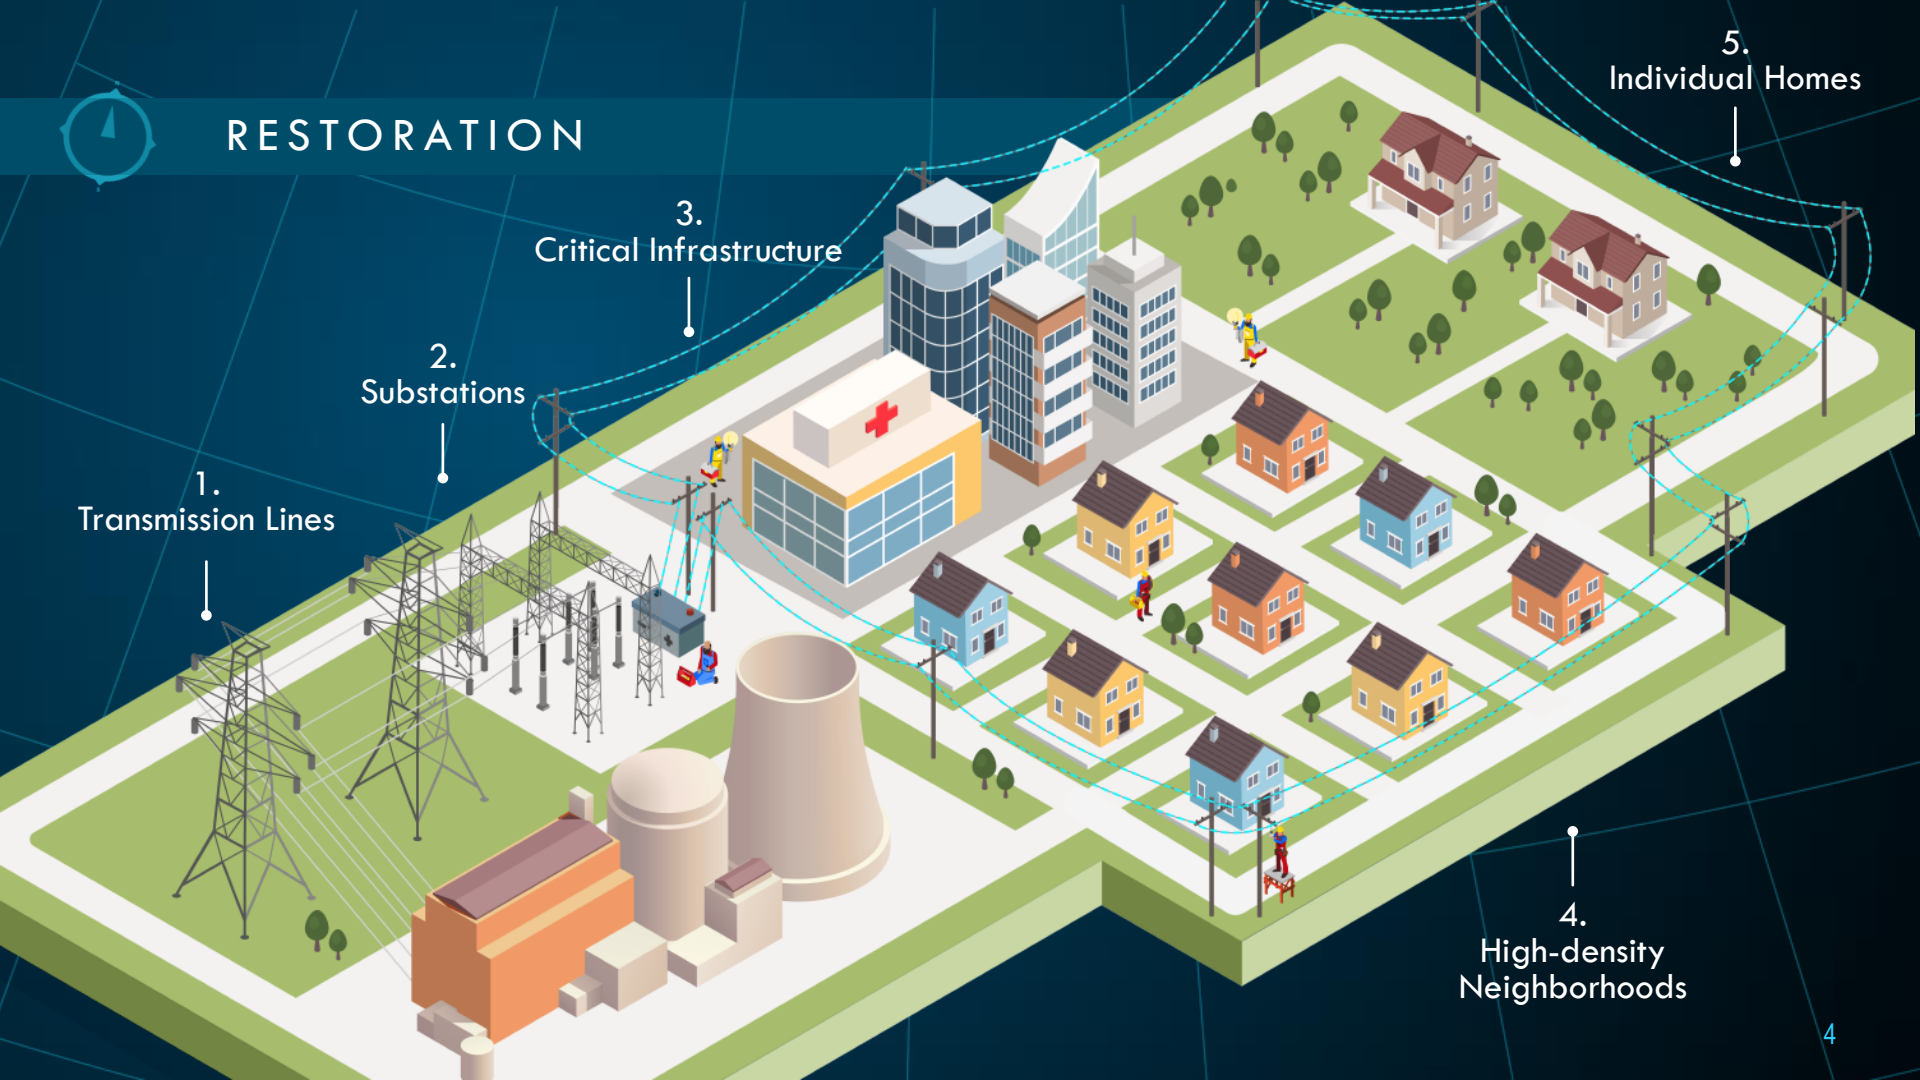 RESTORATION
1.
Transmission Lines
2.
Substations
3.
Critical Infrastructure
4.
High-density
Neighborhoods
5.
Individual Homes
4